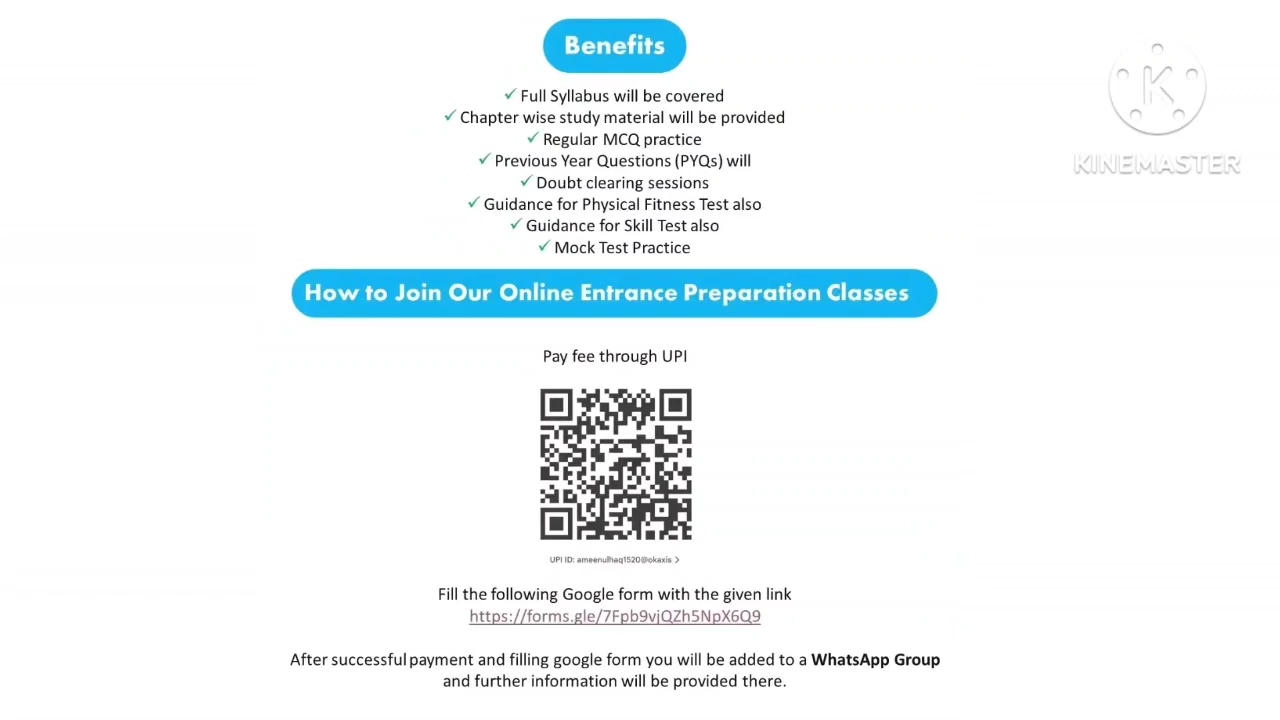 Benefits
✓ Full Syllabus will be covered
✓ Chapter wise study material will be provided
✓ Regular MCQ practice
✓ Previous Year Questions (PYQs) will
✓ Doubt clearing sessions
✓ Guidance for Physical Fitness Test also
✓ Guidance for Skill Test also
✓ Mock Test Practice
K
KINEMASTER
How to Join Our Online Entrance Preparation Classes
Pay fee through UPI
UPI ID: ameenulhaq1520@okaxis >
Fill the following Google form with the given link
https://forms.gle/7Fpb9vjQZh5NpX6Q9
After successful payment and filling google form you will be added to a WhatsApp Group
and further information will be provided there.